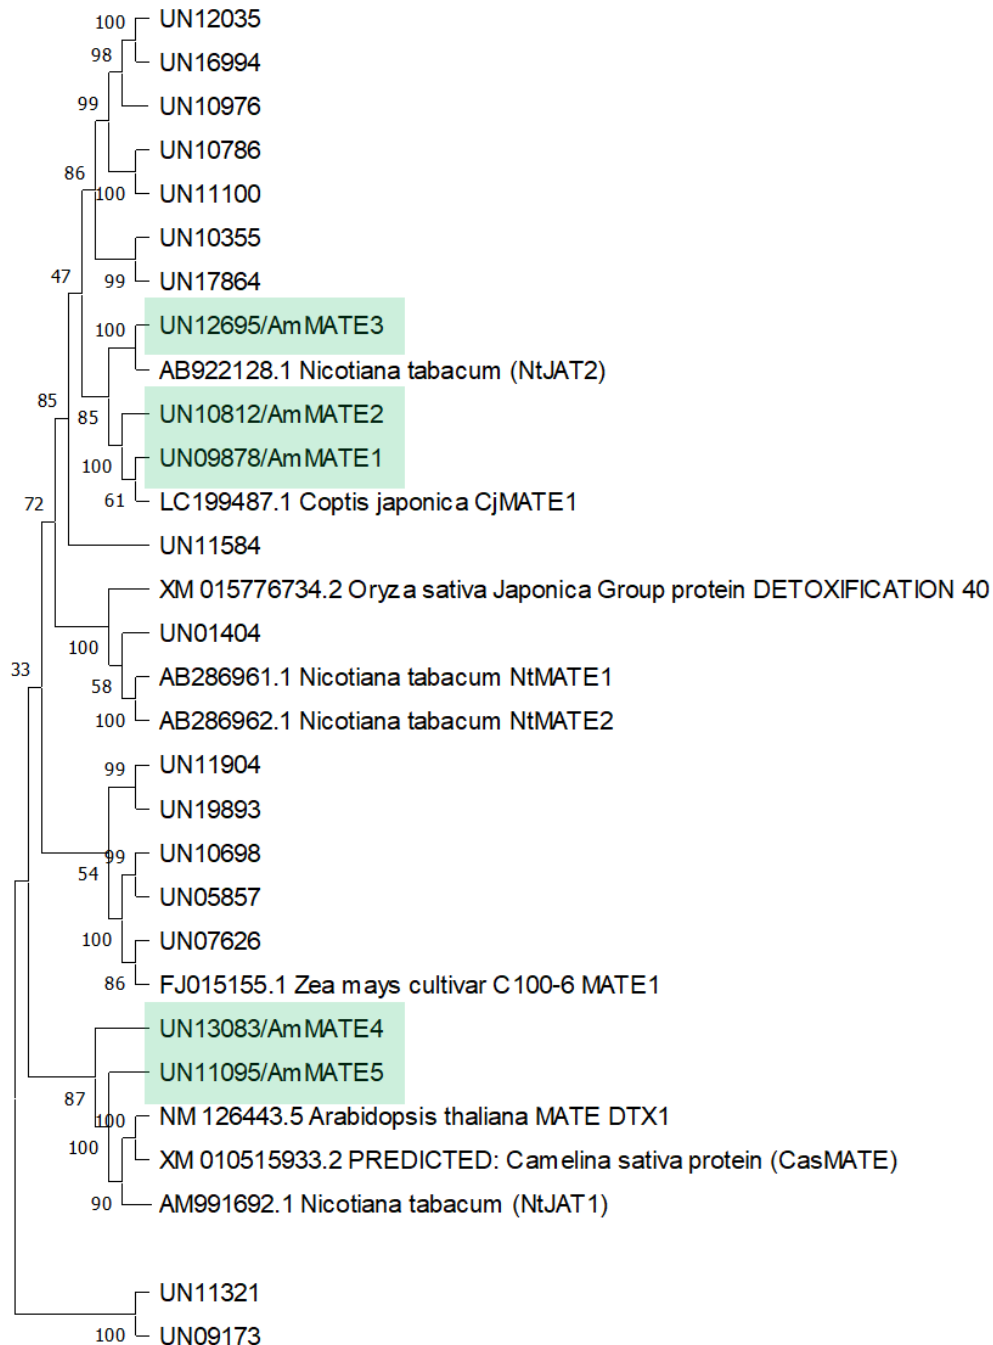 100 UN12035
98 UN16994
99 UN10976
UN10786
86
100 UN11100
UN10355
47
99 UN17864
100 UN12695/AmMATE3
AB922128.1 Nicotiana tabacum (NtJAT2)
85
85 UN10812/AmMATE2
100 UN09878/AmMATE1
72 61 LC199487.1 Coptis japonica CjMATE1
UN11584
XM 015776734.2 Oryza sativa Japonica Group protein DETOXIFICATION 40
100 UN01404
33
58 AB286961.1 Nicotiana tabacum NtMATE1
100 AB286962.1 Nicotiana tabacum NtMATE2
99 UN11904
UN19893
99 UN10698
54
UN05857
100 UN07626
86 FJ015155.1 Zea mays cultivar C100-6 MATE1
UN13083/AmMATE4
UN11095/AmMATE5
87
100 NM 126443.5 Arabidopsis thaliana MATE DTX1
100
XM 010515933.2 PREDICTED: Camelina sativa protein (CasMATE)
90 AM991692.1 Nicotiana tabacum (NtJAT1)
UN11321
100 UN09173